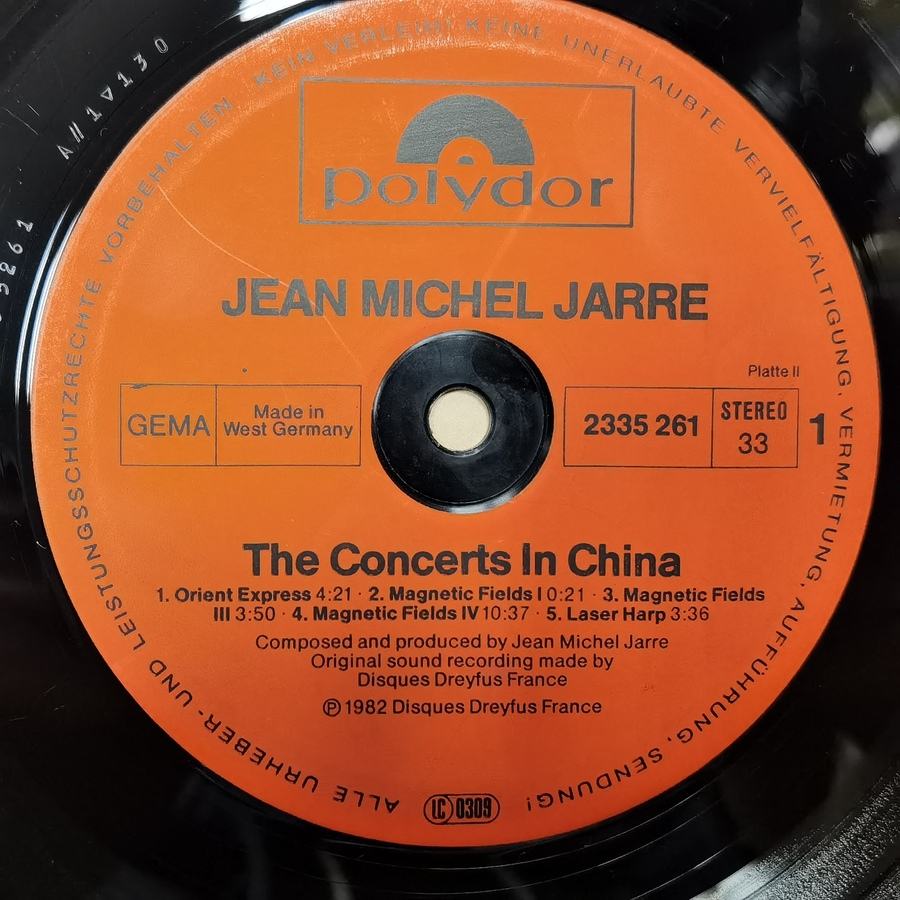 ALLE URHEBER- UND LEISTUNGSSCHUTZRECHTE VORBEHALTEN KEIN VERLEIH! KEINE UNERLAUBTE VERVIELFÄLTIGUNG, VERMIETUNG, AUFFÜHRUNG, SENDUNG!
polydor
JEAN MICHEL JARRE
Platte II
GEMA
Made in
West Germany
2335 261
STEREO
33
1
The Concerts In China
1. Orient Express 4:21 · 2. Magnetic Fields I 0:21 · 3. Magnetic Fields
III 3:50 · 4. Magnetic Fields IV 10:37 · 5. Laser Harp 3:36
Composed and produced by Jean Michel Jarre
Original sound recording made by
Disques Dreyfus France
℗ 1982 Disques Dreyfus France
LC 0309